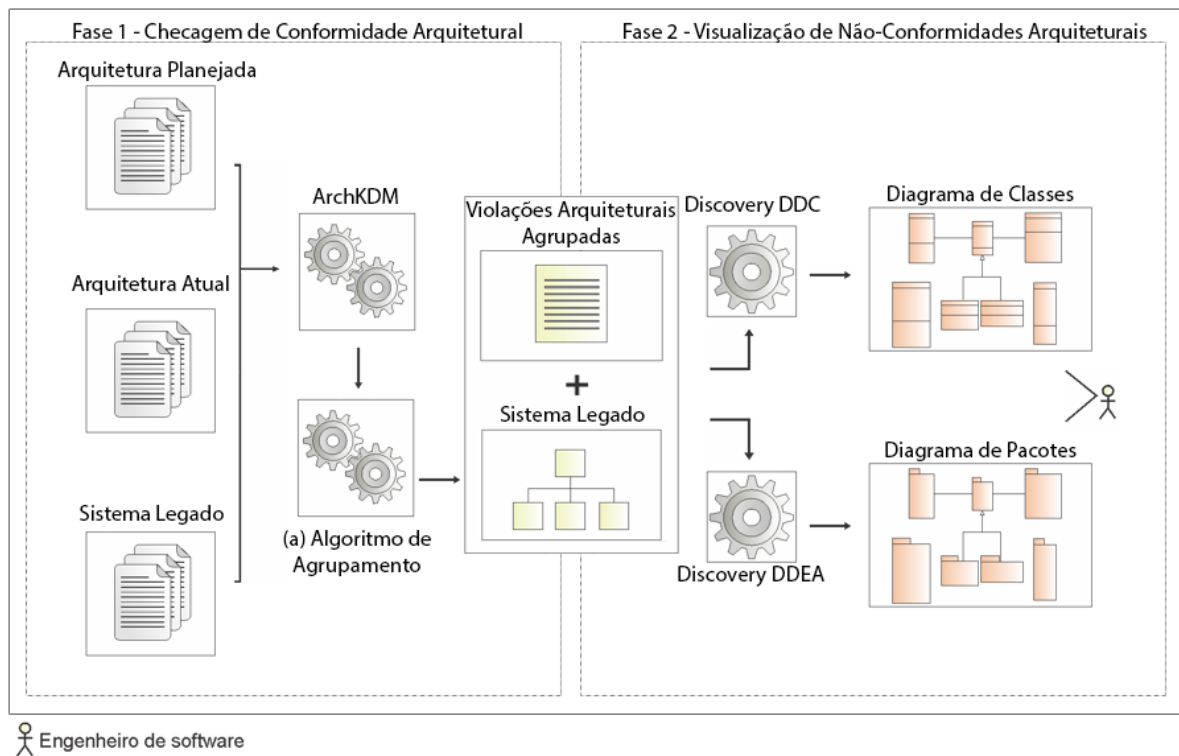 Fase 1 - Checagem de Conformidade Arquitetural
Fase 2 - Visualização de Não-Conformidades Arquiteturais
Arquitetura Planejada
Arquitetura Atual
Sistema Legado
ArchKDM
(a) Algoritmo de
Agrupamento
Violações Arquiteturais
Agrupadas
+
Sistema Legado
Discovery DDC
Discovery DDEA
Diagrama de Classes
Diagrama de Pacotes
Engenheiro de software